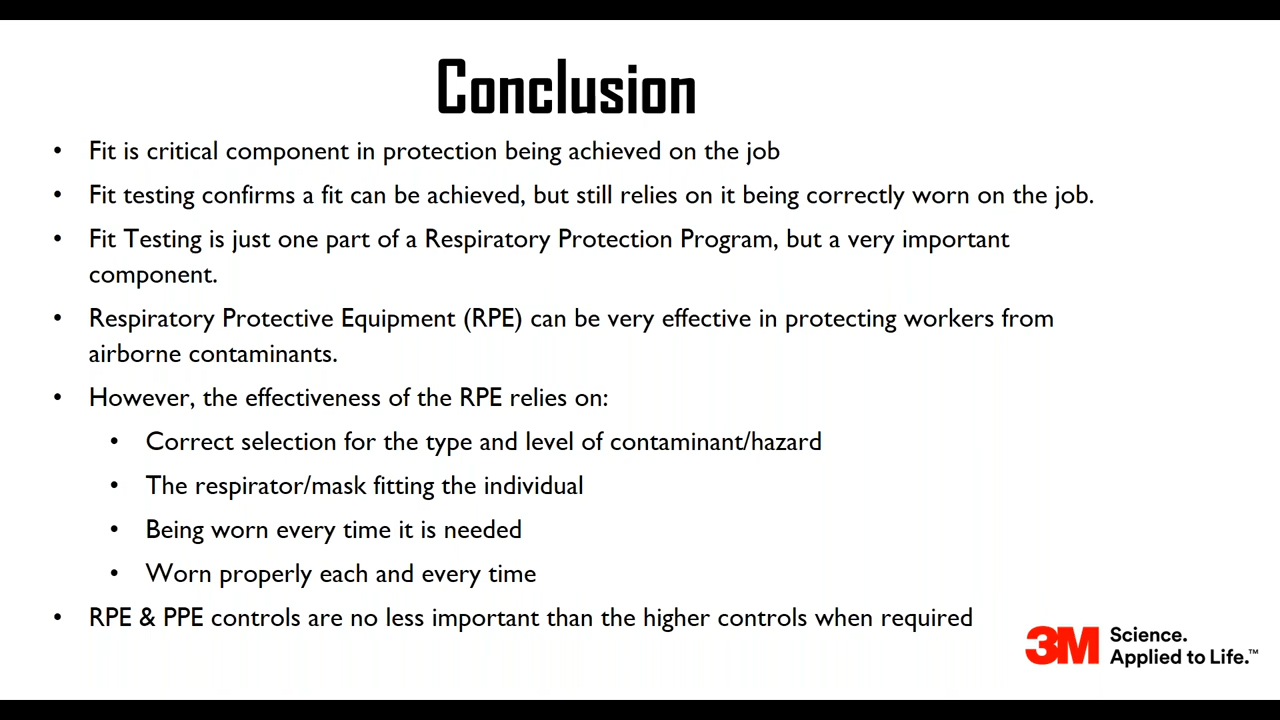 Conclusion
• Fit is critical component in protection being achieved on the job
• Fit testing confirms a fit can be achieved, but still relies on it being correctly worn on the job.
• Fit Testing is just one part of a Respiratory Protection Program, but a very important
component.
• Respiratory Protective Equipment (RPE) can be very effective in protecting workers from
airborne contaminants.
• However, the effectiveness of the RPE relies on:
• Correct selection for the type and level of contaminant/hazard
• The respirator/mask fitting the individual
• Being worn every time it is needed
• Worn properly each and every time
• RPE & PPE controls are no less important than the higher controls when required
3M Science.
Applied to Life.™